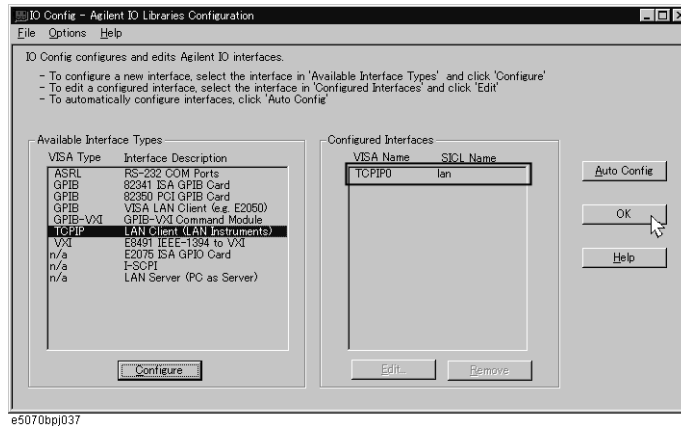 IO Config - Agilent IO Libraries Configuration
File Options Help
IO Config configures and edits Agilent IO interfaces.
- To configure a new interface, select the interface in 'Available Interface Types' and click 'Configure'
- To edit a configured interface, select the interface in 'Configured Interfaces' and click 'Edit'
- To automatically configure interfaces, click 'Auto Config'
Available Interface Types
VISA Type Interface Description
ASRL RS-232 COM Ports
GPIB 82341 ISA GPIB Card
GPIB 82350 PCI GPIB Card
GPIB VISA LAN Client (e.g. E2050)
GPIB-VXI GPIB-VXI Command Module
TCPIP LAN Client (LAN Instruments)
VXI E8491 IEEE-1394 to VXI
n/a E2075 ISA GPIO Card
n/a I-SCPI
n/a LAN Server (PC as Server)
Configure
Configured Interfaces
VISA Name SICL Name
TCPIP0 lan
Edit...
Remove
Auto Config
OK
Help
e5070bpj037